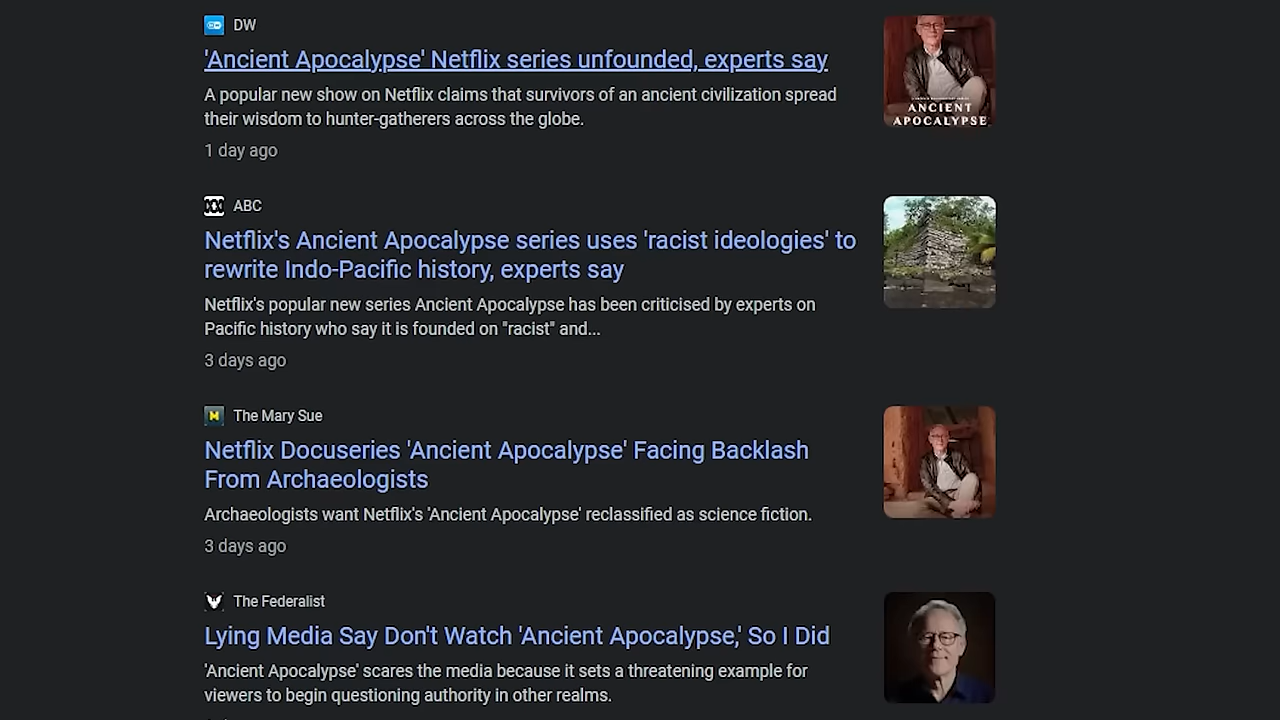 DW
'Ancient Apocalypse' Netflix series unfounded, experts say
A popular new show on Netflix claims that survivors of an ancient civilization spread
their wisdom to hunter-gatherers across the globe.
1 day ago
ANCIENT
APOCALYPSE
ABC
Netflix's Ancient Apocalypse series uses 'racist ideologies' to
rewrite Indo-Pacific history, experts say
Netflix's popular new series Ancient Apocalypse has been criticised by experts on
Pacific history who say it is founded on "racist" and...
3 days ago
The Mary Sue
Netflix Docuseries 'Ancient Apocalypse' Facing Backlash
From Archaeologists
Archaeologists want Netflix's 'Ancient Apocalypse' reclassified as science fiction.
3 days ago
The Federalist
Lying Media Say Don't Watch 'Ancient Apocalypse,' So I Did
'Ancient Apocalypse' scares the media because it sets a threatening example for
viewers to begin questioning authority in other realms.